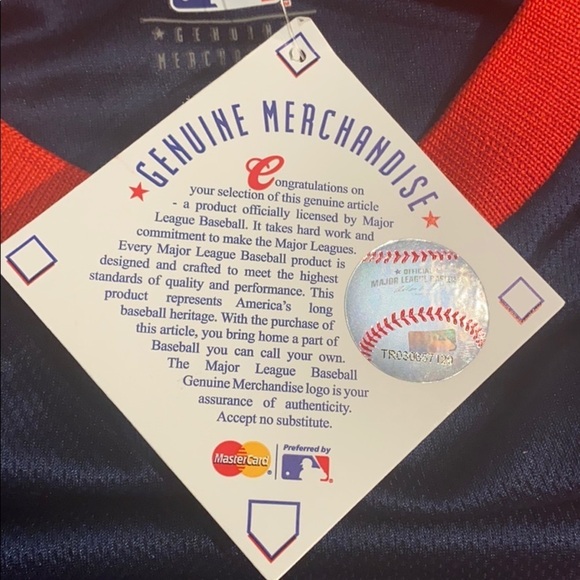 ★ GENUINE
MERC
GENUINE MERCHANDISE
Congratulations on
your selection of this genuine article
- a product officially licensed by Major
League Baseball. It takes hard work and
commitment to make the Major Leagues.
Every Major League Baseball product is
designed and crafted to meet the highest
standards of quality and performance. This
product represents America's long
baseball heritage. With the purchase of
this article, you bring home a part of
Baseball you can call your own.
The Major League Baseball
Genuine Merchandise logo is your
assurance of authenticity.
Accept no substitute.
★ OFFICIAL
MAJOR LEAGUE
MasterCard
Preferred by